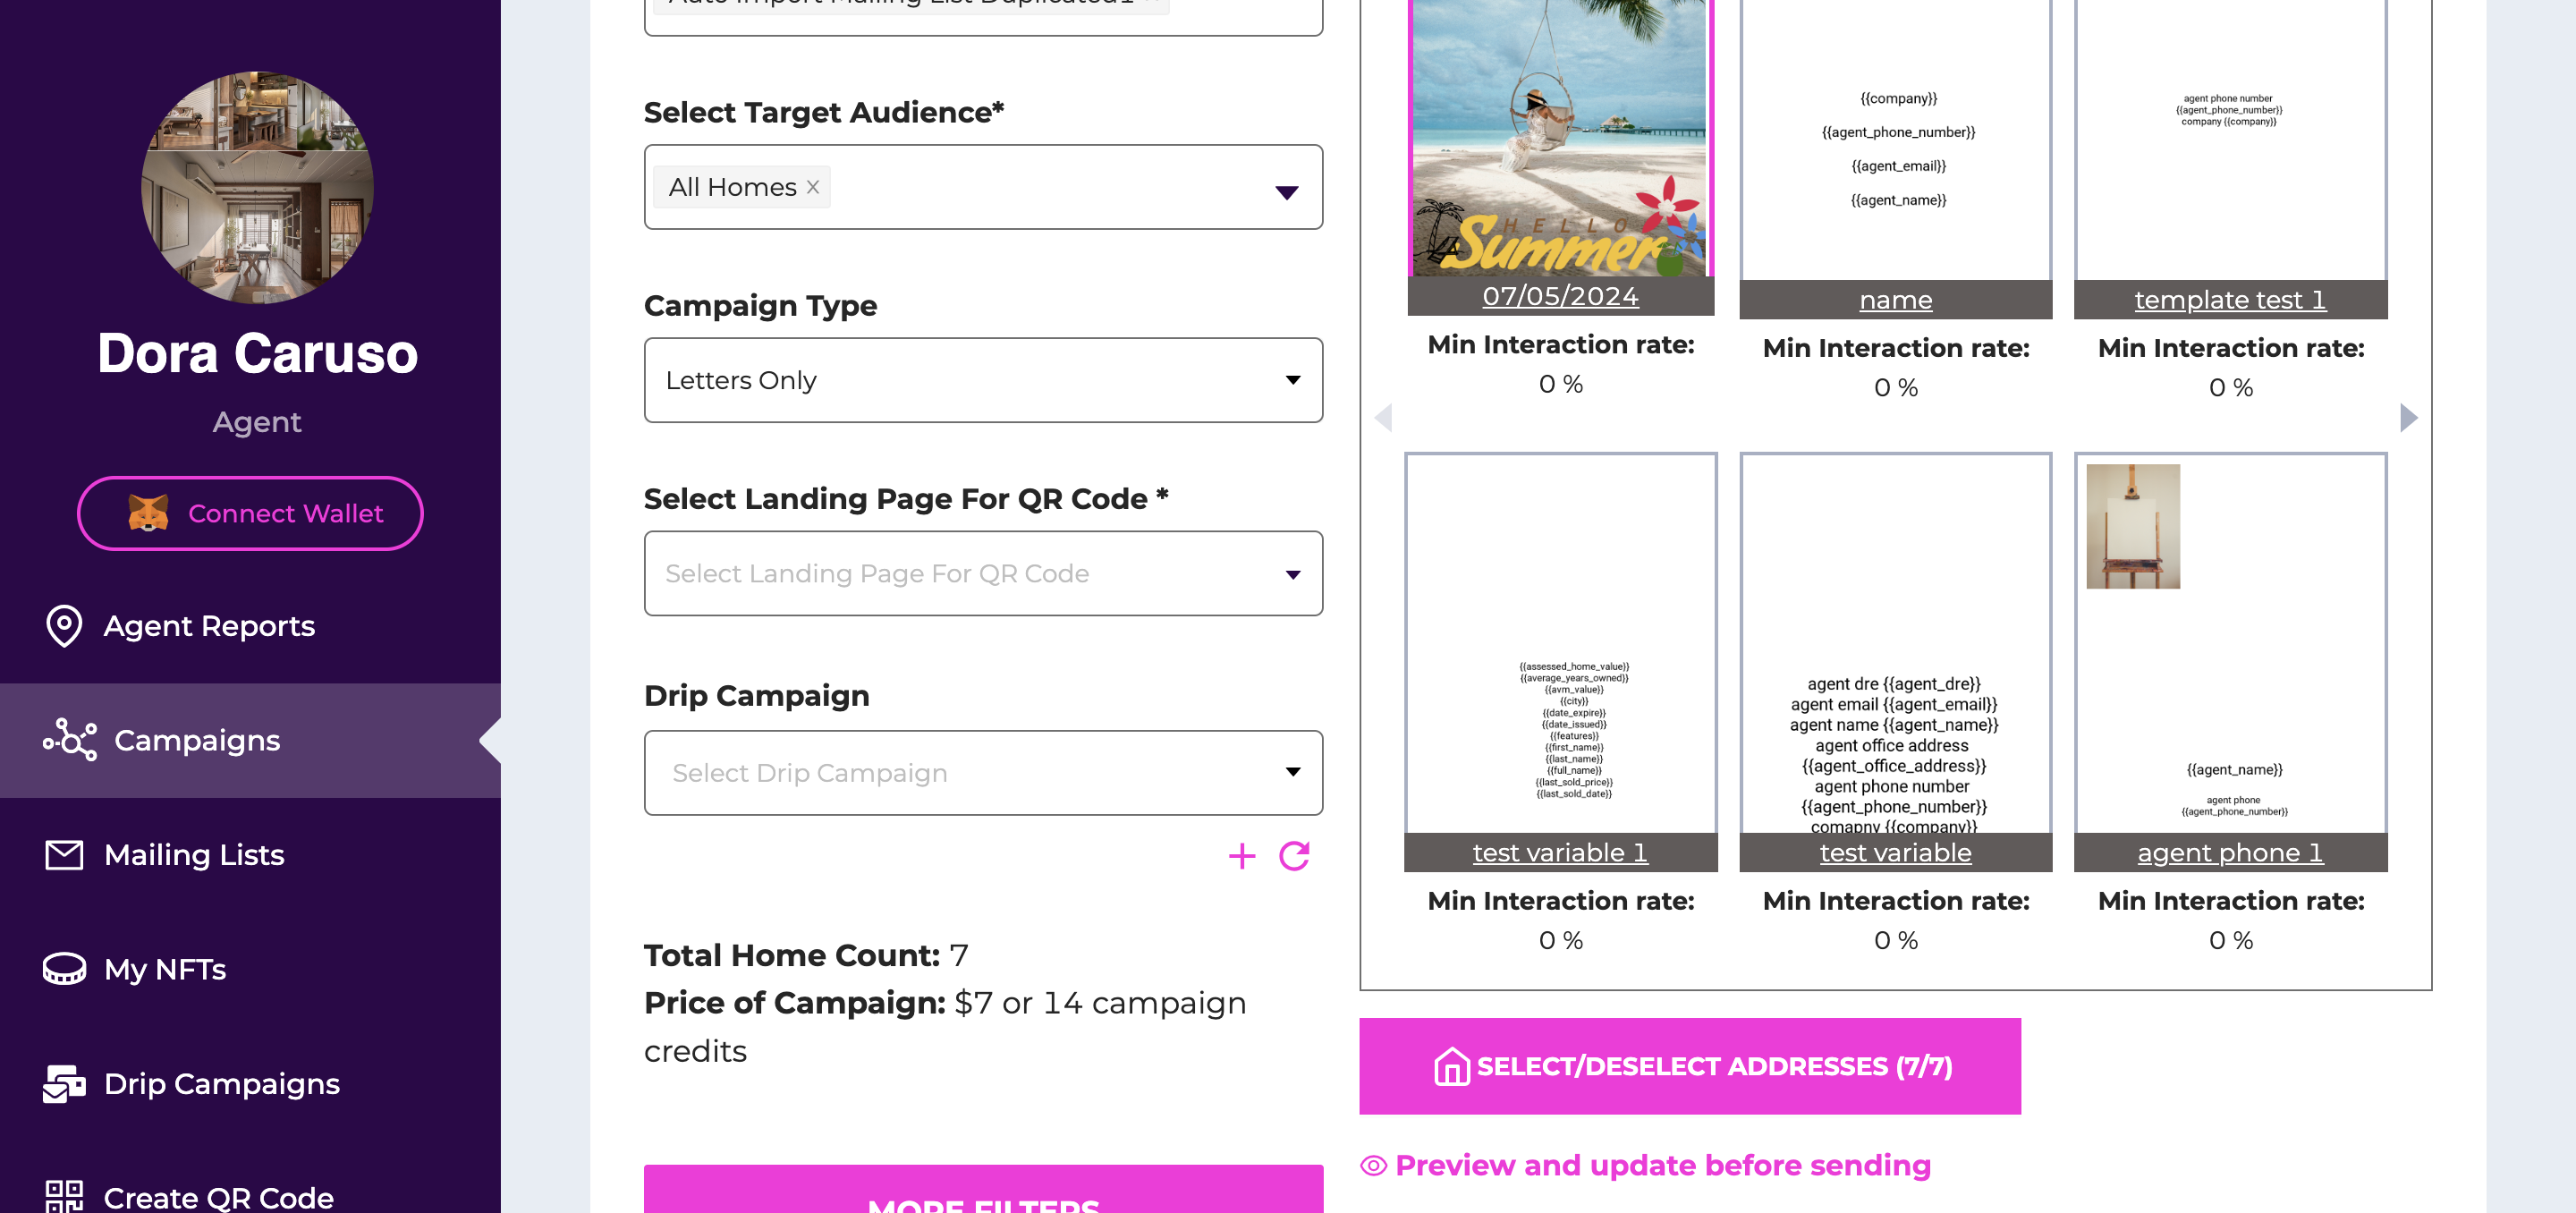 Dora Caruso
Agent
Connect Wallet
Agent Reports
Campaigns
Mailing Lists
My NFTs
Drip Campaigns
Create QR Code
Auto Import Mailing List Duplicated1
Select Target Audience*
All Homes X
Campaign Type
Letters Only
Select Landing Page For QR Code *
Select Landing Page For QR Code
Drip Campaign
Select Drip Campaign
Total Home Count: 7
Price of Campaign: $7 or 14 campaign
credits
MORE FILTERS
HELLO
Summer
07/05/2024
Min Interaction rate:
0 %
{{company}}
{{agent_phone_number}}
{{agent_email}}
{{agent_name}}
name
Min Interaction rate:
0 %
agent phone number
{{agent_phone_number}}
company {{company}}
template test 1
Min Interaction rate:
0 %
{{assessed_home_value}}
{{average_years_owned}}
{{avm_value}}
{{city}}
{{date_expire}}
{{date_issued}}
{{features}}
{{first_name}}
{{last_name}}
{{full_name}}
{{last_sold_price}}
{{last_sold_date}}
test variable 1
Min Interaction rate:
0 %
agent dre {{agent_dre}}
agent email {{agent_email}}
agent name {{agent_name}}
agent office address
{{agent_office_address}}
agent phone number
{{agent_phone_number}}
comapny {{company}}
test variable
Min Interaction rate:
0 %
{{agent_name}}
agent phone
{{agent_phone_number}}
agent phone 1
Min Interaction rate:
0 %
SELECT/DESELECT ADDRESSES (7/7)
Preview and update before sending